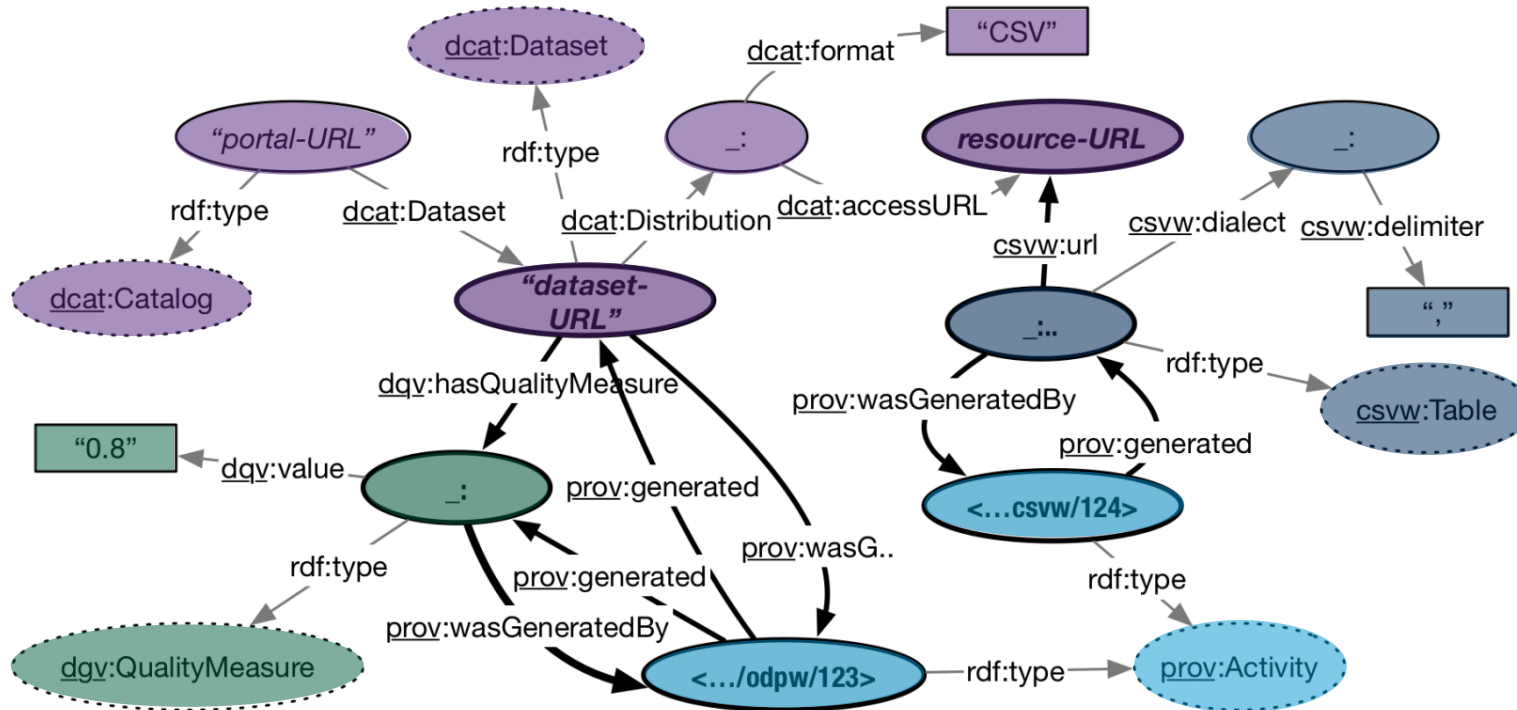 dcat:Dataset
dcat:format
“CSV”
“portal-URL”
_:
resource-URL
_:
rdf:type
rdf:type
dcat:Dataset
dcat:Distribution
dcat:accessURL
csvw:dialect
csvw:delimiter
csvw:url
dcat:Catalog
“dataset-
URL”
_:..
“,”
rdf:type
dqv:hasQualityMeasure
prov:wasGeneratedBy
csvw:Table
“0.8”
dqv:value
prov:generated
_:
prov:generated
<...csvw/124>
prov:wasG..
rdf:type
prov:generated
rdf:type
prov:wasGeneratedBy
dgv:QualityMeasure
<.../odpw/123>
rdf:type
prov:Activity